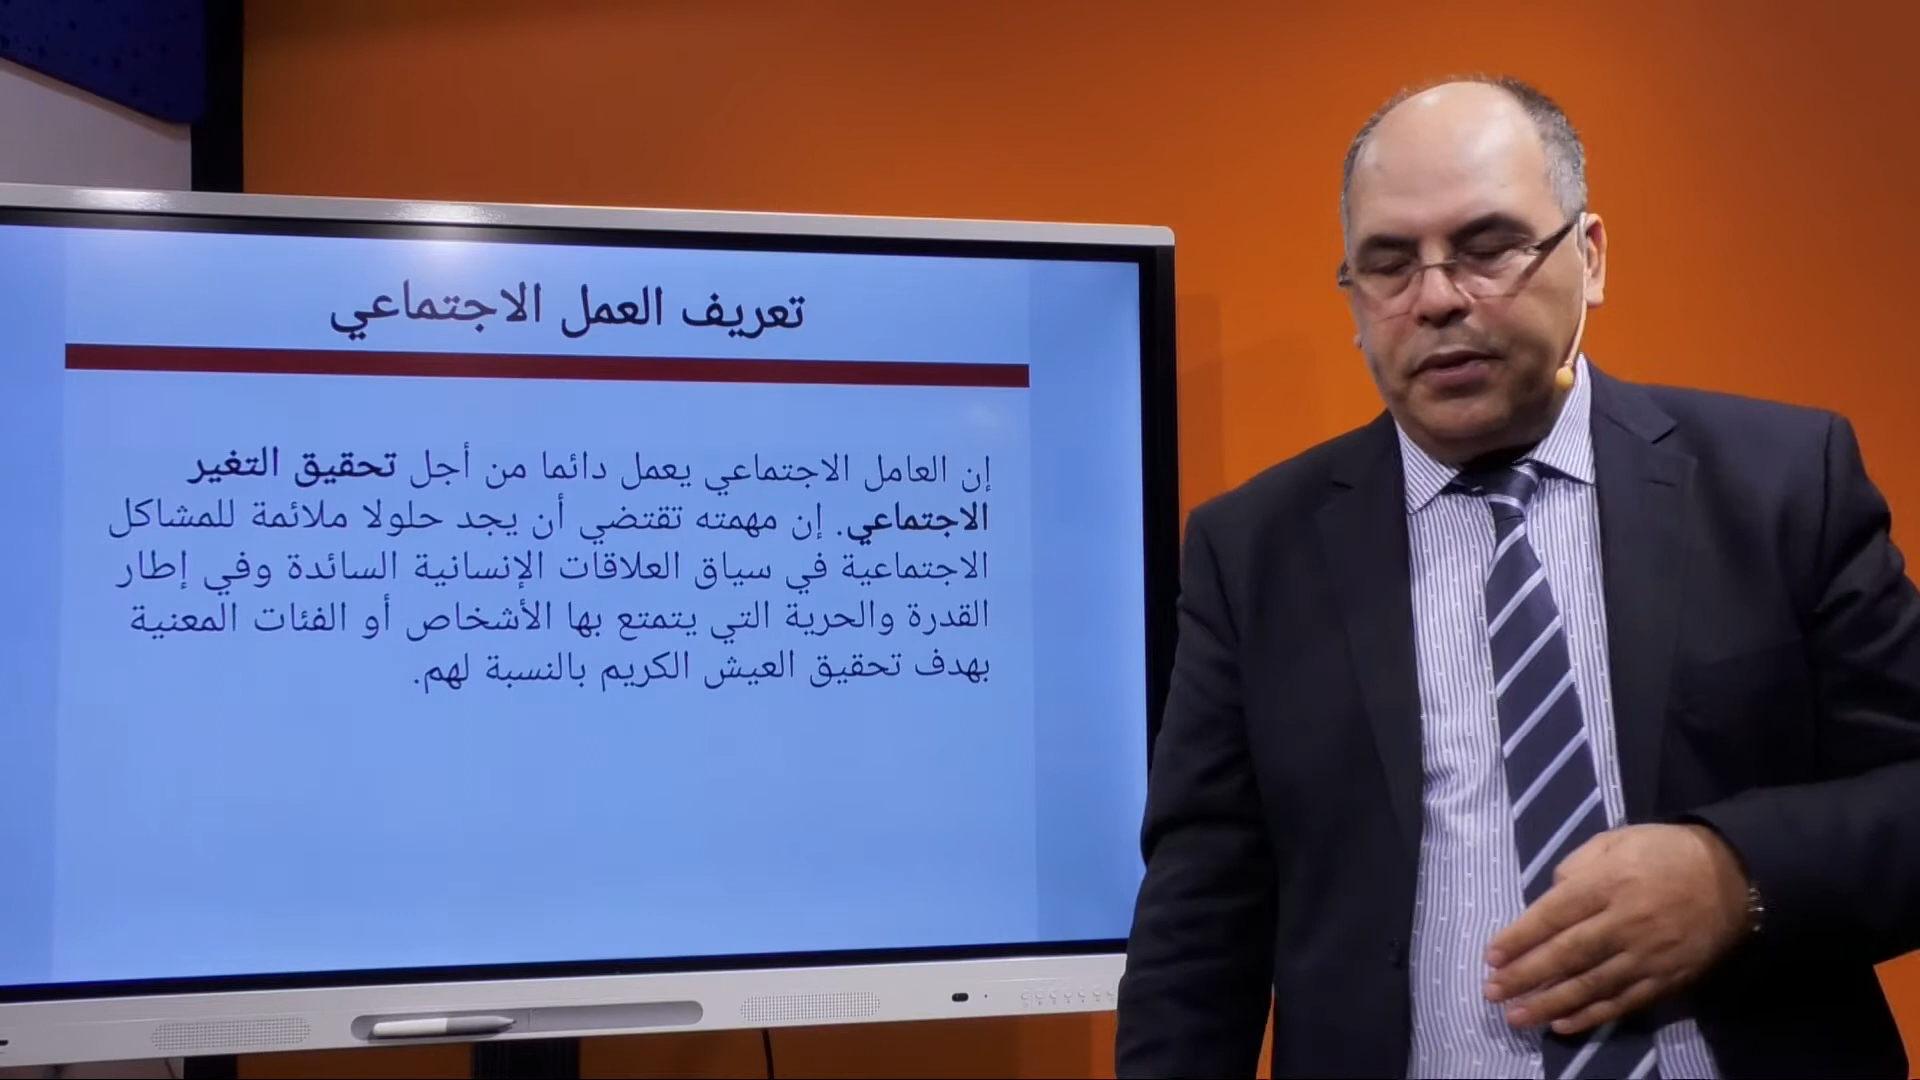 تعريف العمل الاجتماعي
إن العامل الاجتماعي يعمل دائما من أجل تحقيق التغير
الاجتماعي. إن مهمته تقتضي أن يجد حلولا ملائمة للمشاكل
الاجتماعية في سياق العلاقات الإنسانية السائدة وفي إطار
القدرة والحرية التي يتمتع بها الأشخاص أو الفئات المعنية
بهدف تحقيق العيش الكريم بالنسبة لهم.